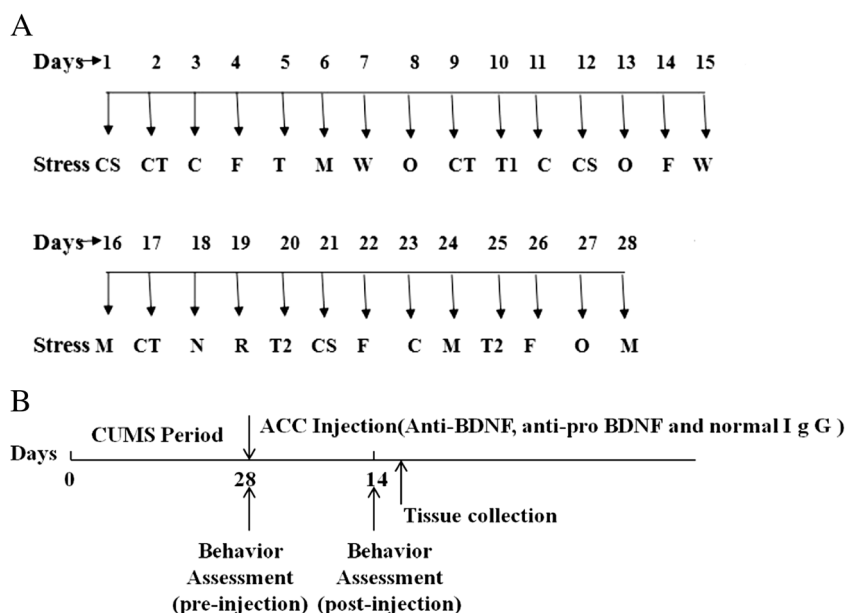 A
Days 1 2 3 4 5 6 7 8 9 10 11 12 13 14 15
Stress CS CT C F T M W O CT T1 C CS O F W
Days 16 17 18 19 20 21 22 23 24 25 26 27 28
Stress M CT N R T2 CS F C M T2 F O M
B
CUMS Period
ACC Injection(Anti-BDNF, anti-pro BDNF and normal I g G )
Days
0 28 14
Tissue collection
Behavior
Assessment
(pre-injection)
Behavior
Assessment
(post-injection)